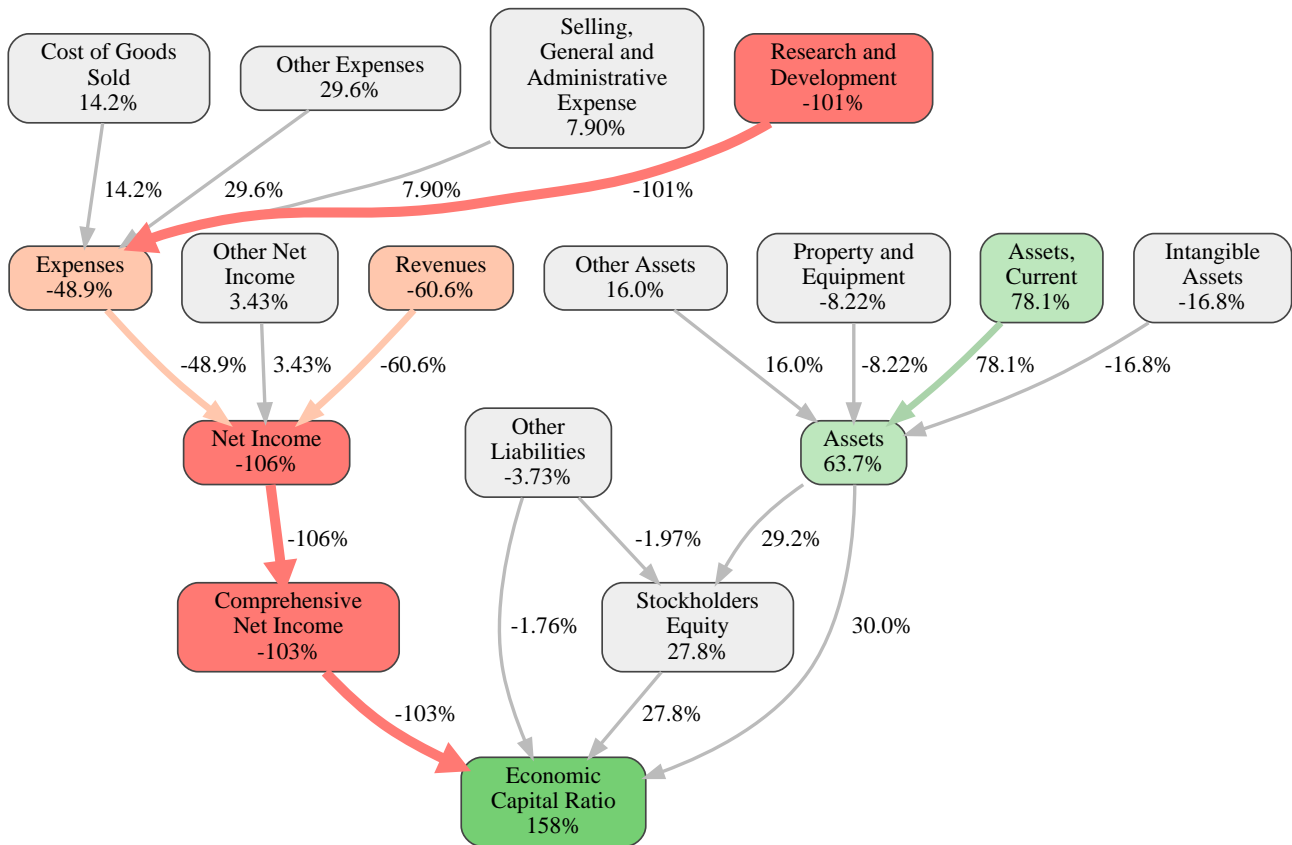 Cost of Goods
Sold
14.2%
Other Expenses
29.6%
Selling,
General and
Administrative
Expense
7.90%
Research and
Development
-101%
14.2%
29.6%
7.90%
-101%
Expenses
-48.9%
Other Net
Income
3.43%
Revenues
-60.6%
Other Assets
16.0%
Property and
Equipment
-8.22%
Assets,
Current
78.1%
Intangible
Assets
-16.8%
-48.9%
3.43%
-60.6%
16.0%
-8.22%
78.1%
-16.8%
Net Income
-106%
Other
Liabilities
-3.73%
Assets
63.7%
-106%
-1.97%
29.2%
Comprehensive
Net Income
-103%
-1.76%
Stockholders
Equity
27.8%
30.0%
-103%
27.8%
Economic
Capital Ratio
158%